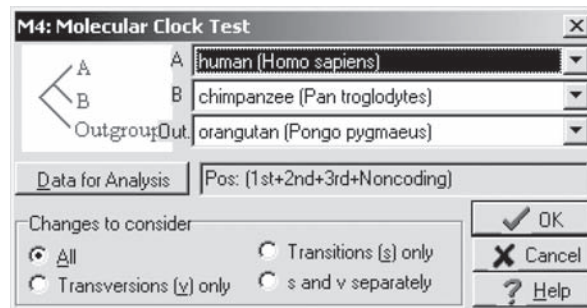 M4: Molecular Clock Test
A
A human (Homo sapiens)
B
B chimpanzee (Pan troglodytes)
Outgroup
Out. orangutan (Pongo pygmaeus)
Data for Analysis Pos: (1st+2nd+3rd+Noncoding)
Changes to consider
All
Transitions (s) only
Transversions (v) only
s and v separately
OK
Cancel
? Help